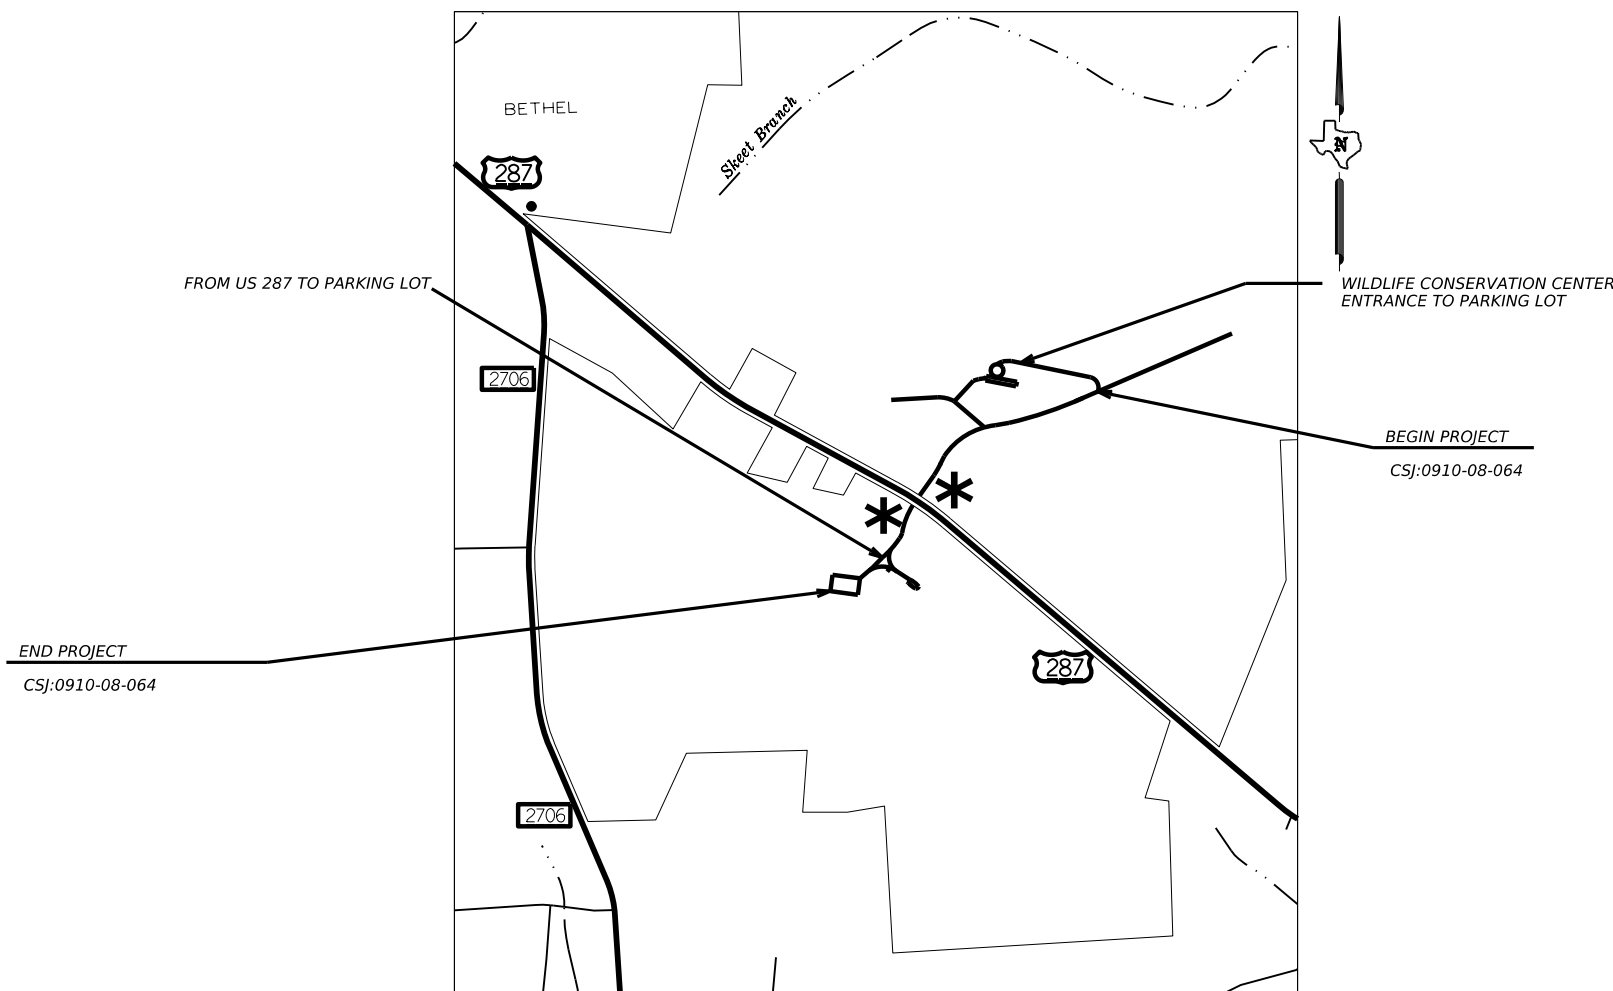 BETHEL
Skeet Branch
287
N
FROM US 287 TO PARKING LOT
WILDLIFE CONSERVATION CENTER
ENTRANCE TO PARKING LOT
2706
BEGIN PROJECT
CSJ:0910-08-064
END PROJECT
CSJ:0910-08-064
287
2706